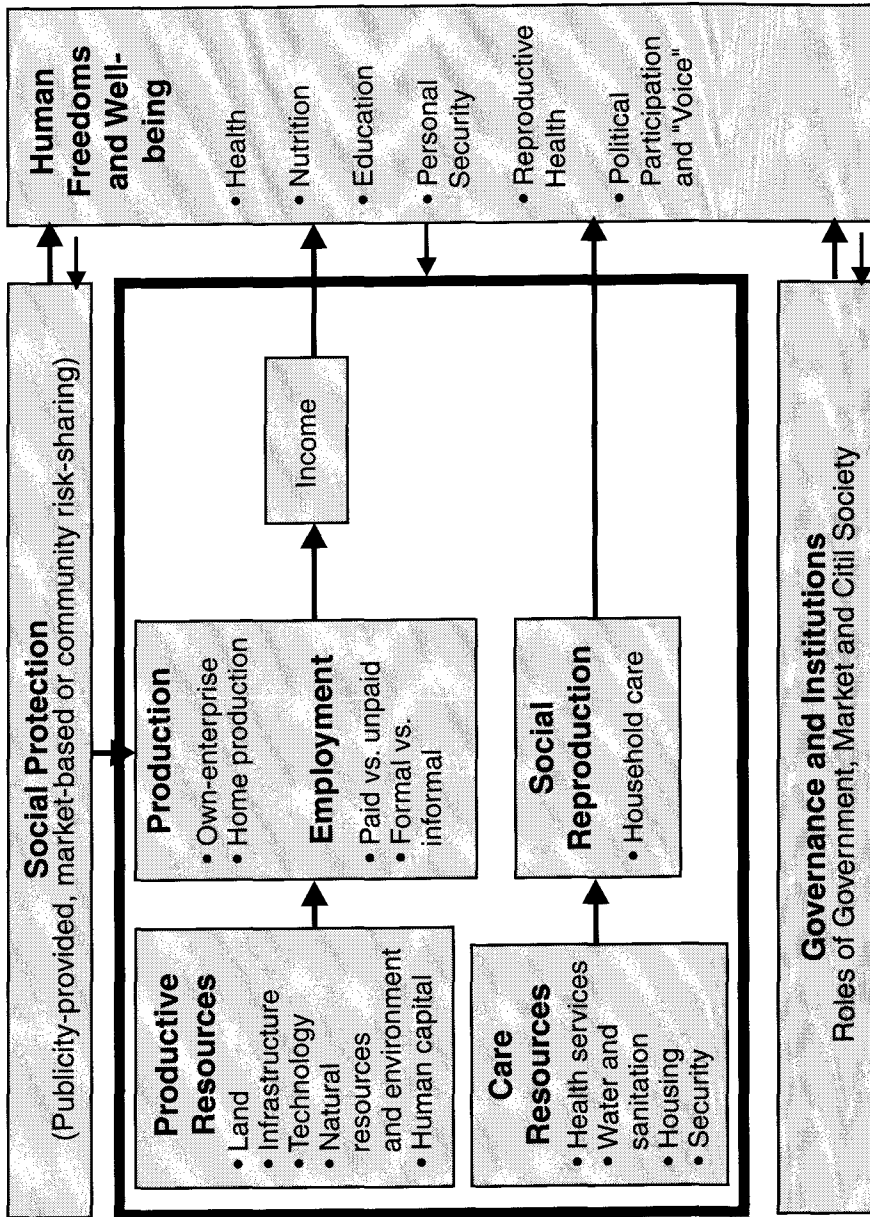 Social Protection
(Publicity-provided, market-based or community risk-sharing)
Productive
Resources
• Land
• Infrastructure
• Technology
• Natural
resources
and environment
• Human capital
Production
• Own-enterprise
• Home production
Employment
• Paid vs. unpaid
• Formal vs.
informal
Income
Care
Resources
• Health services
• Water and
sanitation
• Housing
• Security
Social
Reproduction
• Household care
Human
Freedoms
and Well-
being
• Health
• Nutrition
• Education
• Personal
Security
• Reproductive
Health
• Political
Participation
and "Voice"
Governance and Institutions
Roles of Government, Market and Citil Society